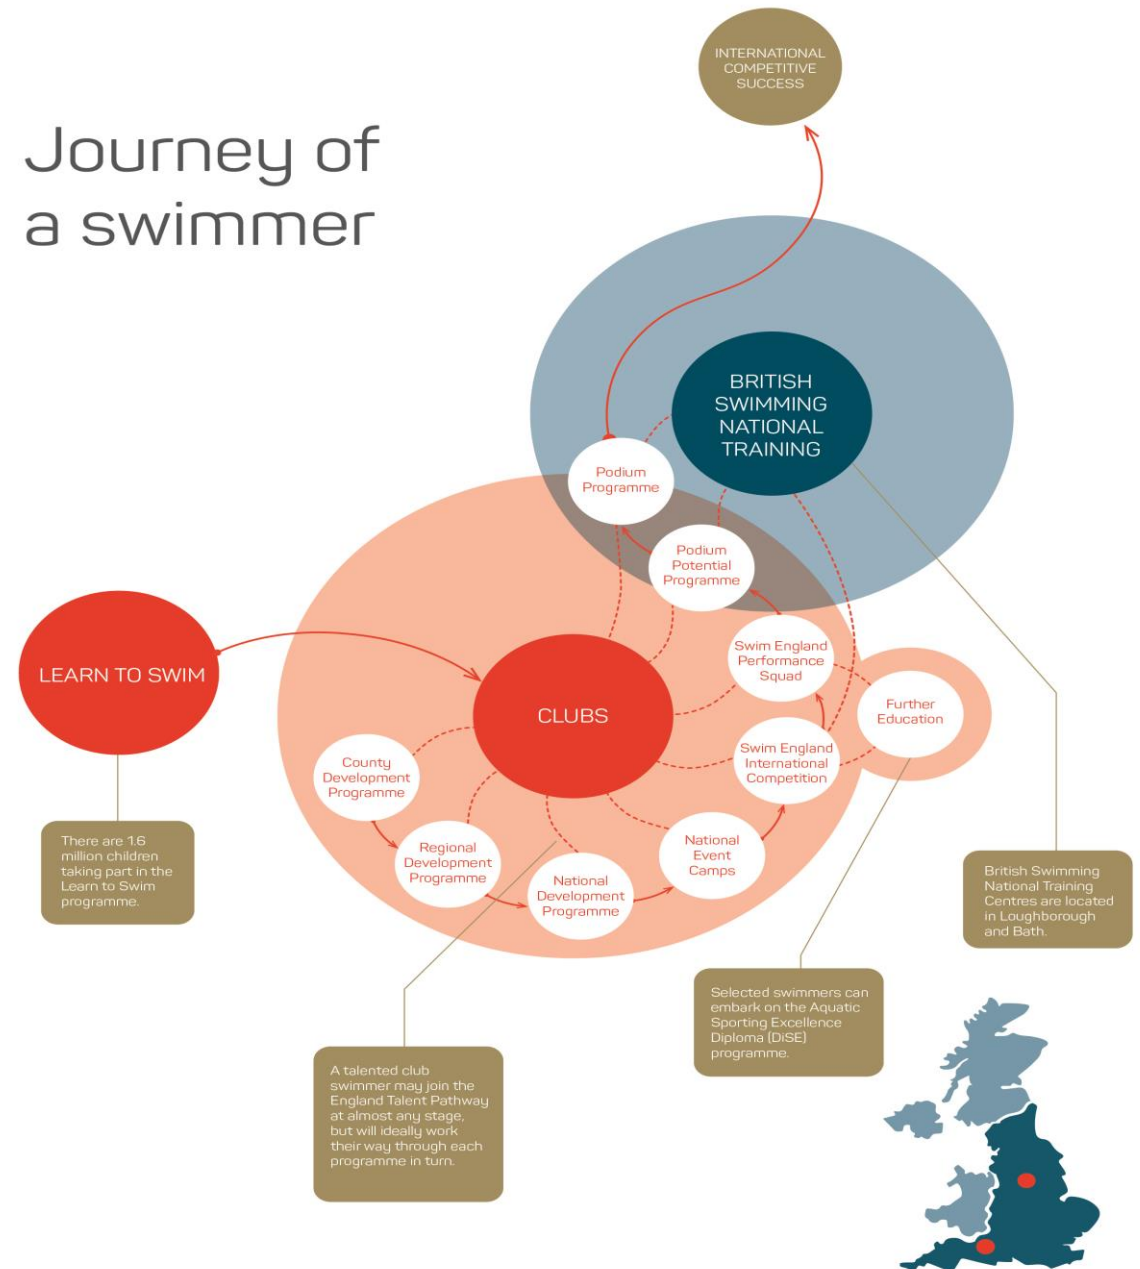 Journey of
a swimmer
INTERNATIONAL
COMPETITIVE
SUCCESS
BRITISH
SWIMMING
NATIONAL
TRAINING
Podium
Programme
Podium
Potential
Programme
Swim England
Performance
Squad
LEARN TO SWIM
CLUBS
Further
Education
Swim England
International
Competition
County
Development
Programme
Regional
Development
Programme
National
Development
Programme
National
Event
Camps
There are 1.6
million children
taking part in the
Learn to Swim
programme.
British Swimming
National Training
Centres are located
in Loughborough
and Bath.
Selected swimmers can
embark on the Aquatic
Sporting Excellence
Diploma (DiSE)
programme.
A talented club
swimmer may join the
England Talent Pathway
at almost any stage,
but will ideally work
their way through each
programme in turn.